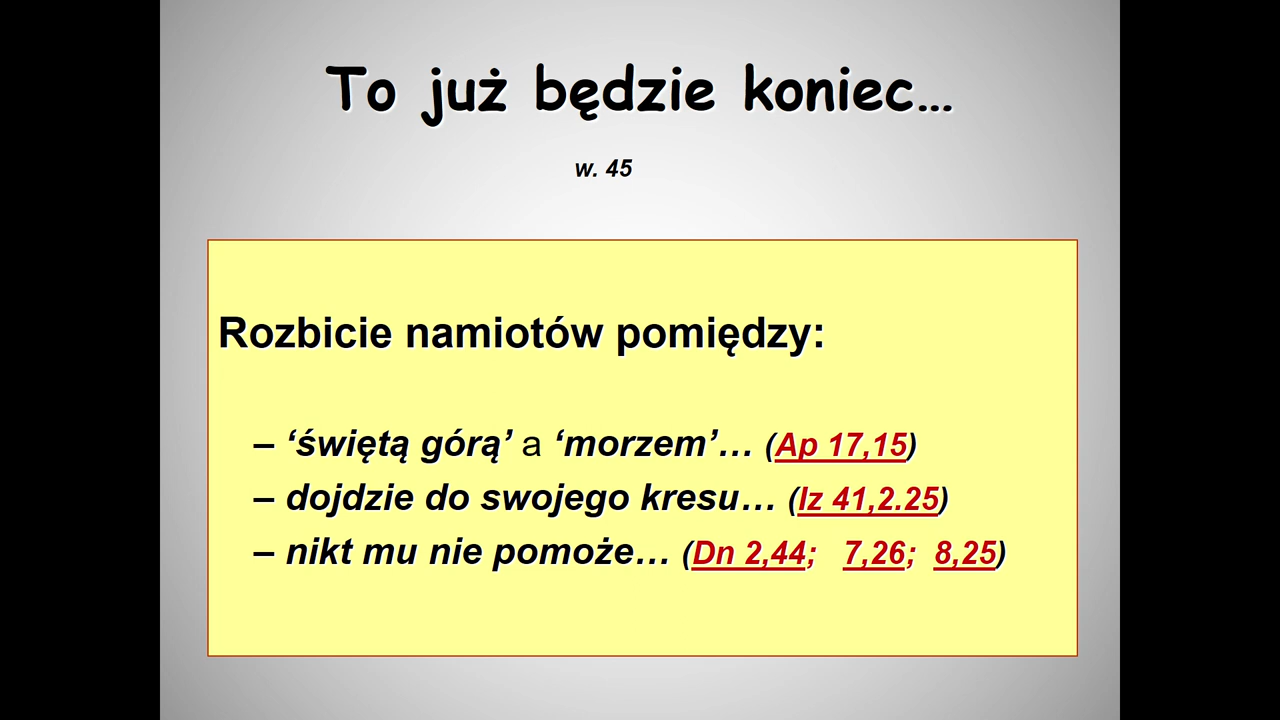 To już będzie koniec...
w. 45
Rozbicie namiotów pomiędzy:
– ‘świętą górą’ a ‘morzem’… (Ap 17,15)
– dojdzie do swojego kresu… (Iz 41,2.25)
– nikt mu nie pomoże… (Dn 2,44; 7,26; 8,25)